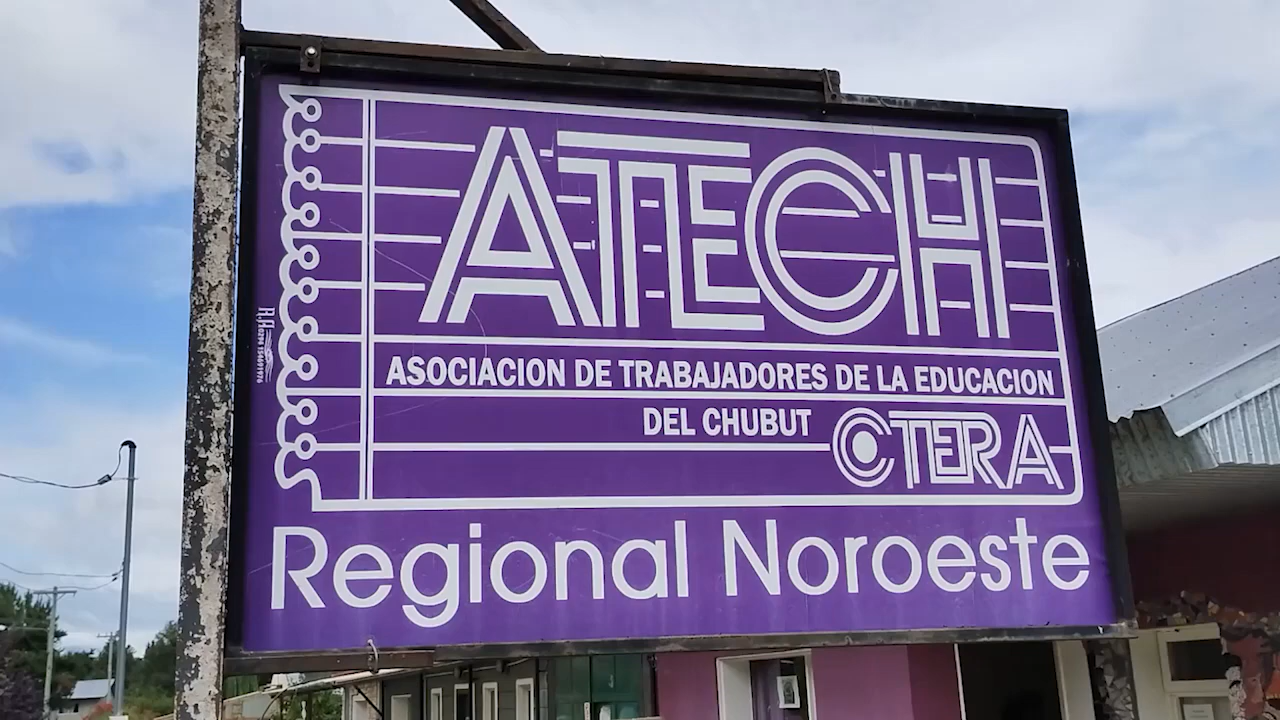 ATECH
ASOCIACION DE TRABAJADORES DE LA EDUCACION
DEL CHUBUT
CTERA
Regional Noroeste